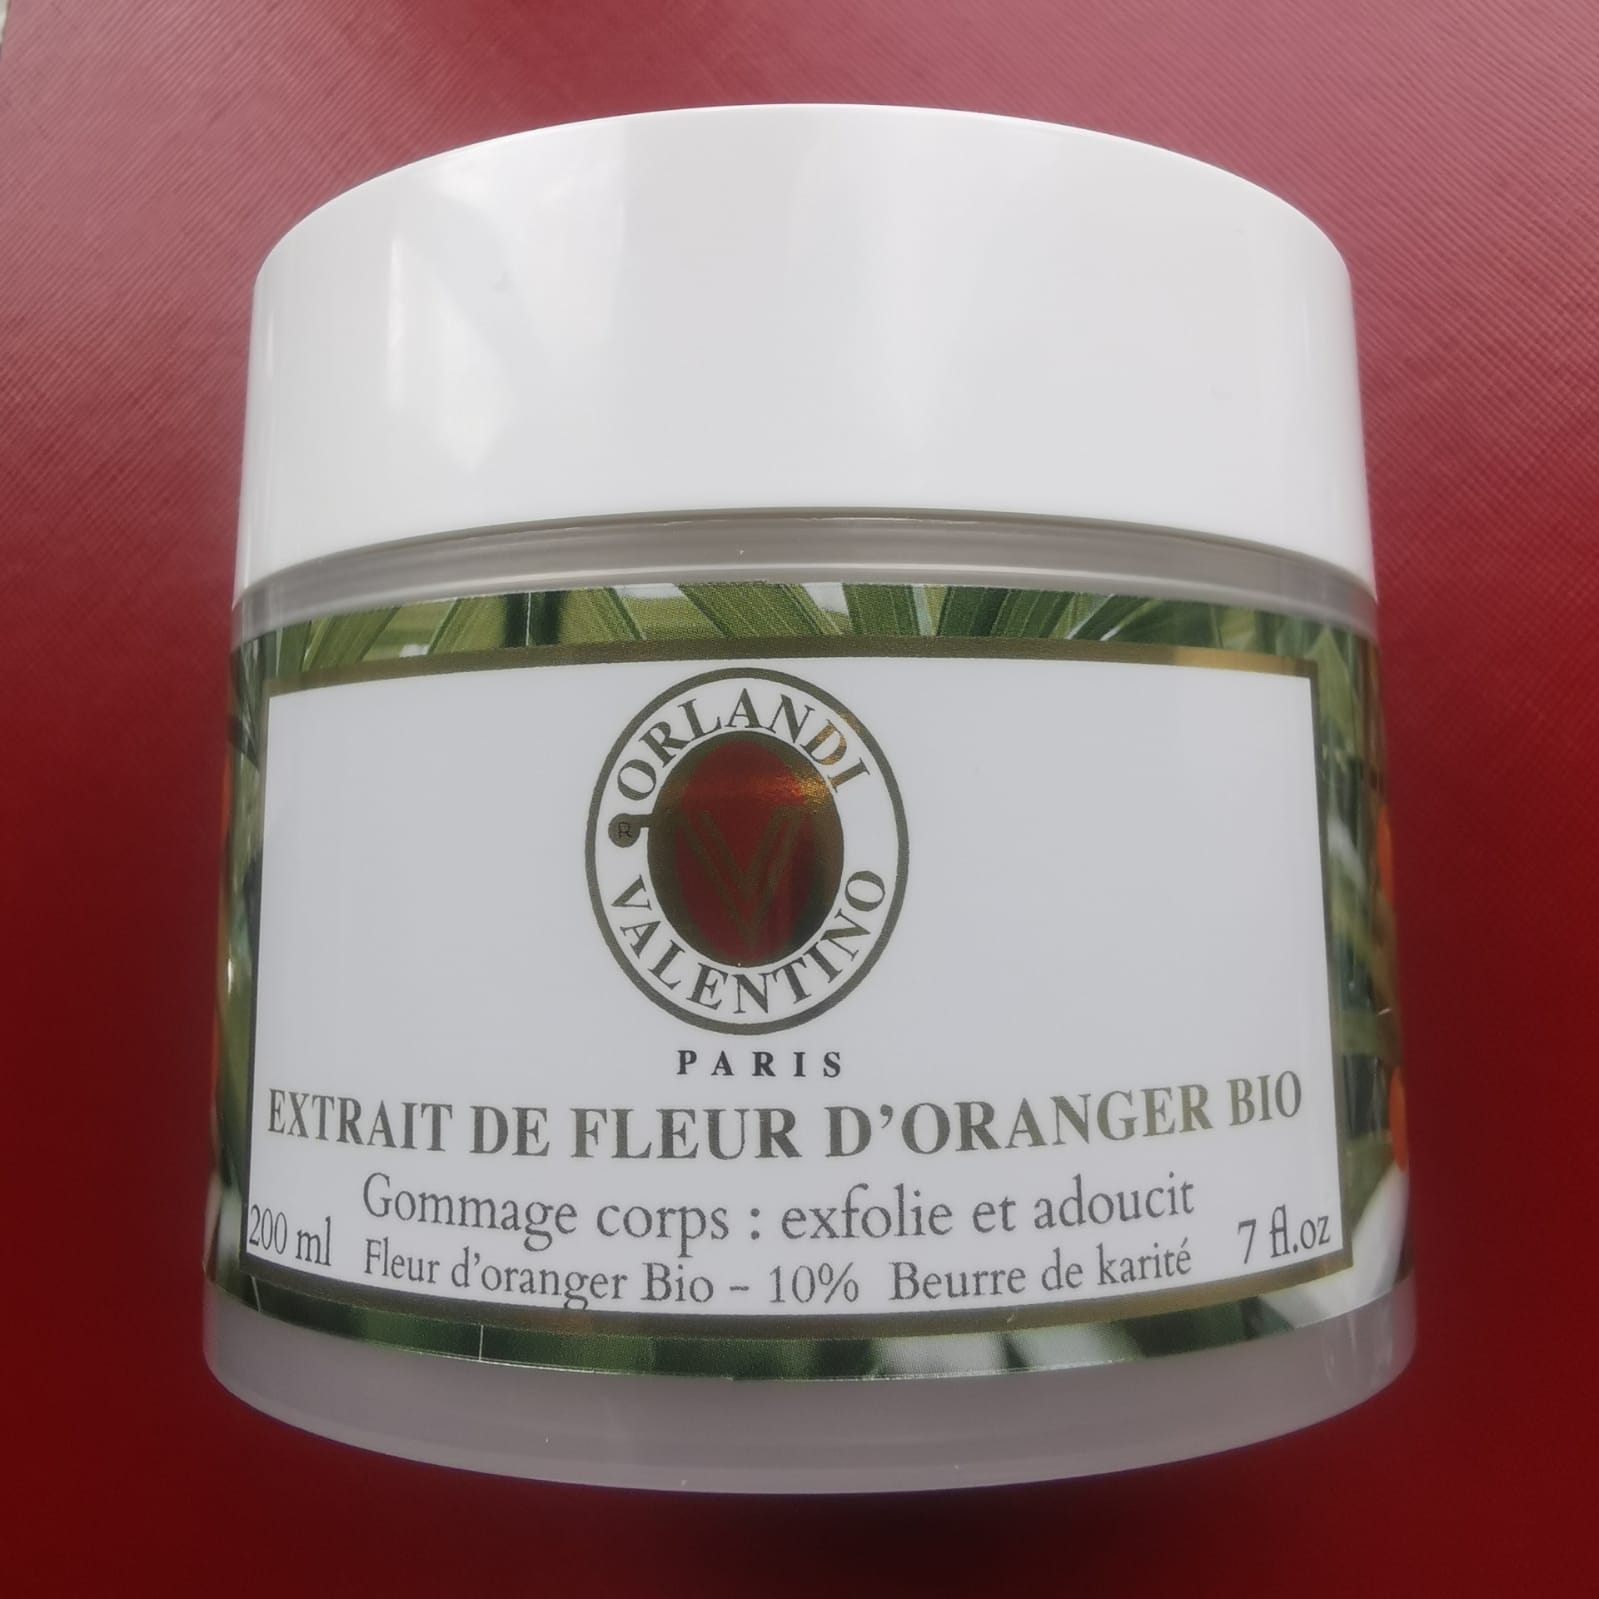 ORLANDI
R
VALENTINO
V
PARIS
EXTRAIT DE FLEUR D'ORANGER BIO
Gommage corps : exfolie et adoucit
200 ml Fleur d'oranger Bio – 10% Beurre de karité 7 fl.oz